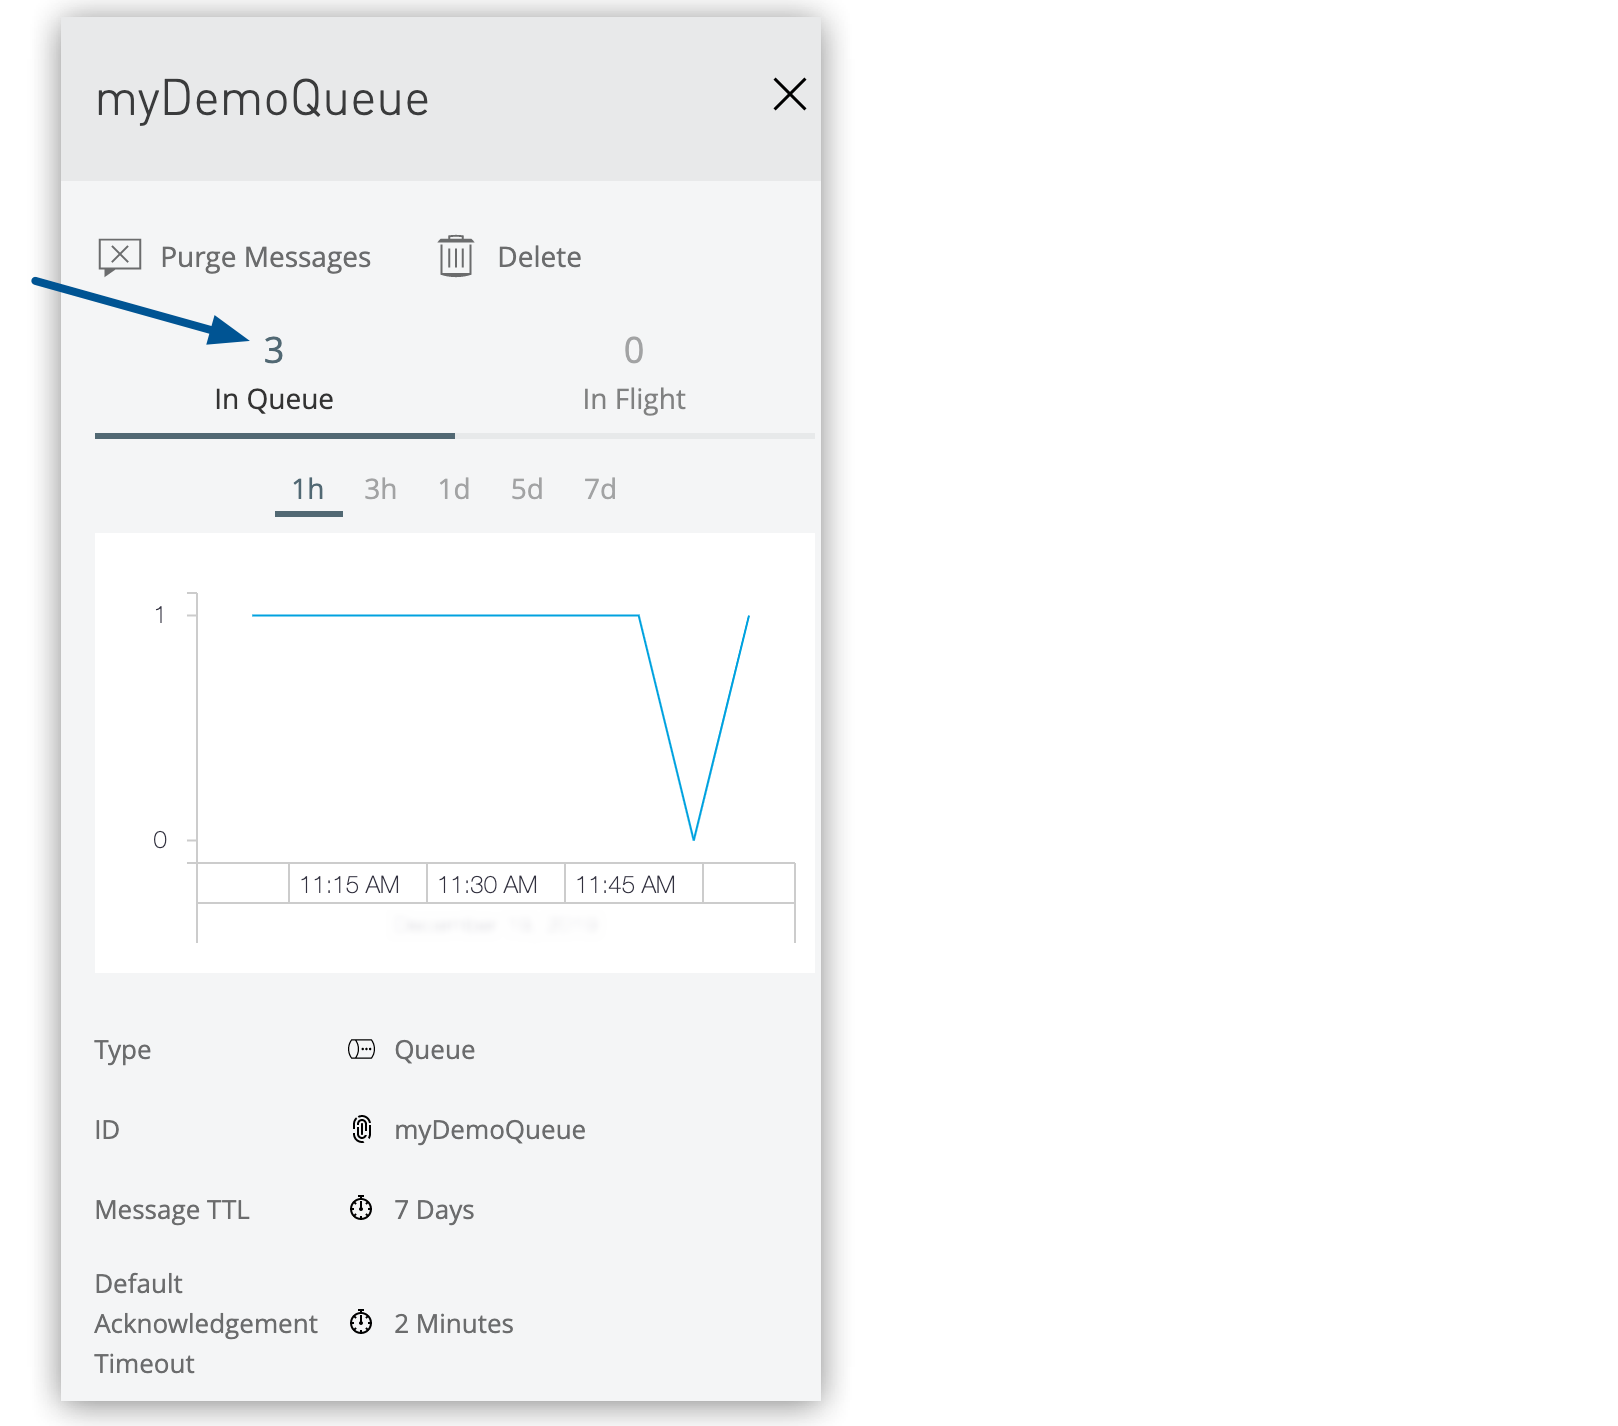 myDemoQueue
Purge Messages Delete
3 0
In Queue In Flight
1h 3h 1d 5d 7d
1
0
11:15 AM 11:30 AM 11:45 AM
Type Queue
ID myDemoQueue
Message TTL 7 Days
Default
Acknowledgement 2 Minutes
Timeout